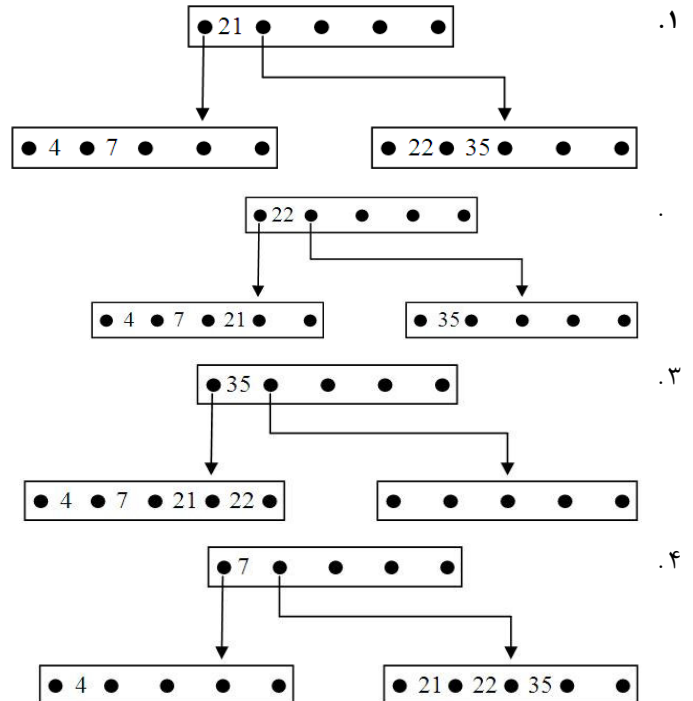 ● 21 ● ● ● ● .۱
● 4 ● 7 ● ● ● ● 22 ● 35 ● ● ●
● 22 ● ● ● ● .
● 4 ● 7 ● 21 ● ● ● 35 ● ● ● ●
● 35 ● ● ● ● .۳
● 4 ● 7 ● 21 ● 22 ● ● ● ● ● ●
● 7 ● ● ● ● .۴
● 4 ● ● ● ● ● 21 ● 22 ● 35 ● ●